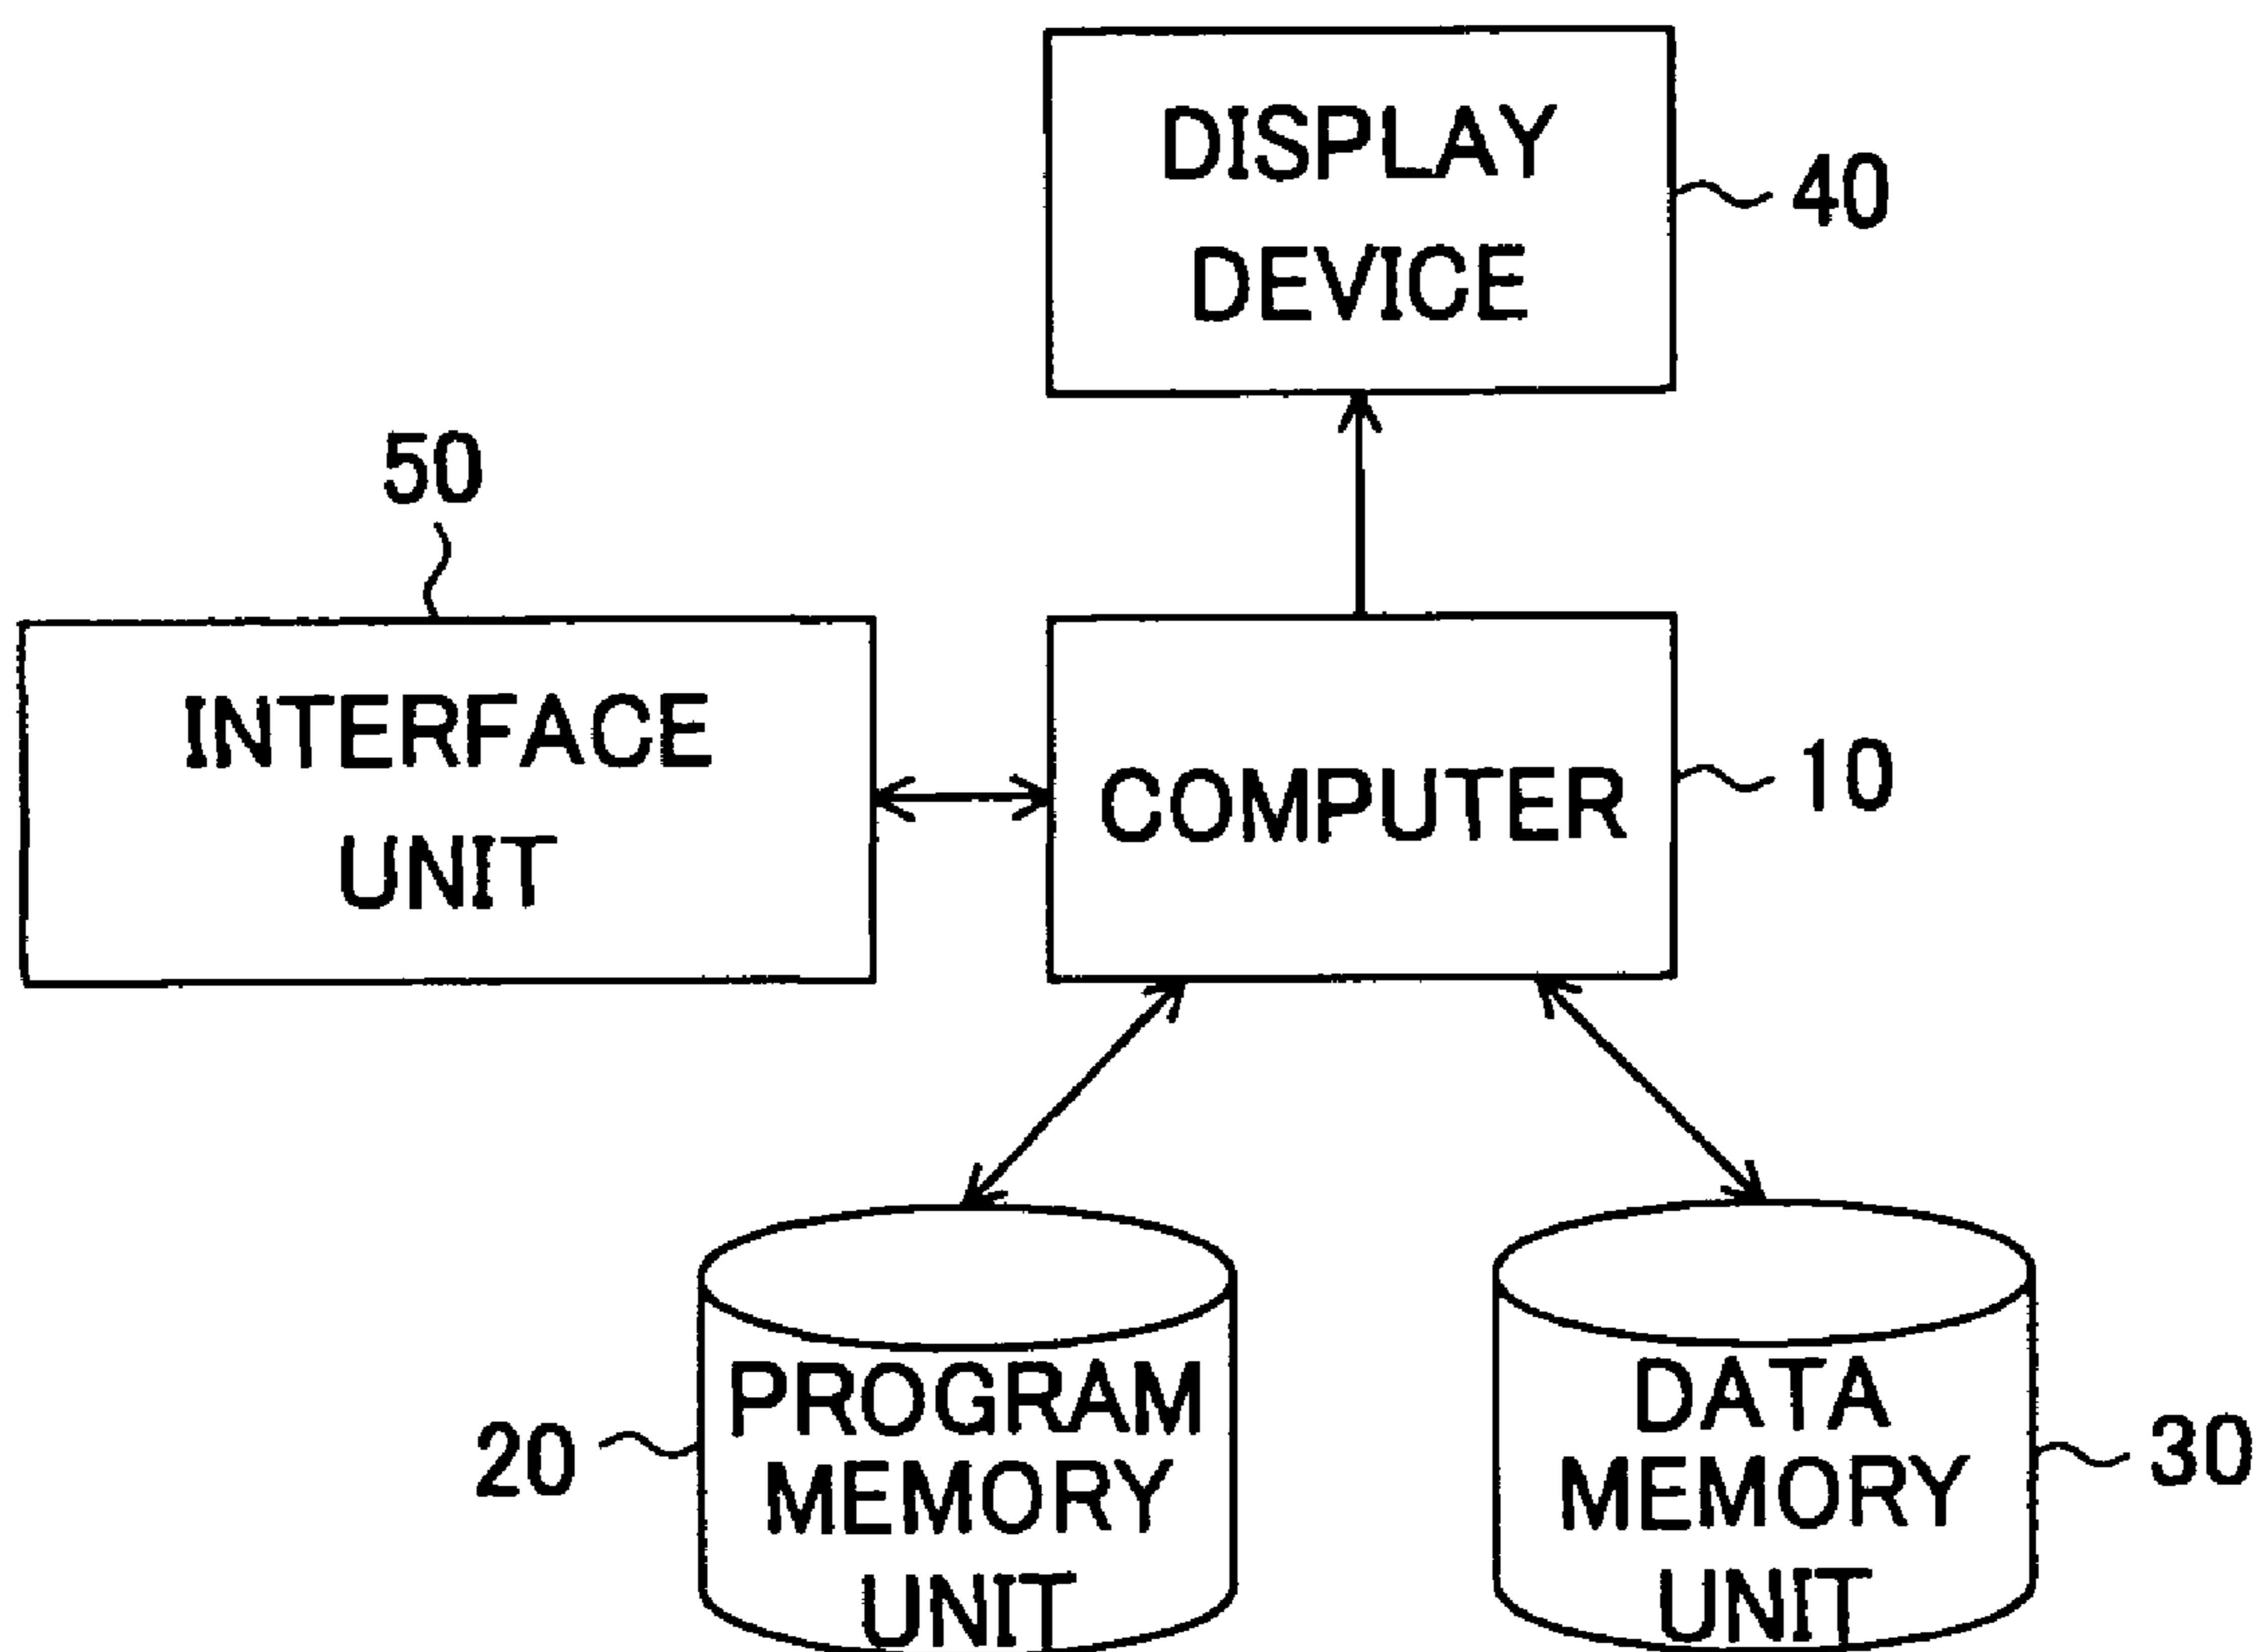 DISPLAY
DEVICE
40
50
INTERFACE
UNIT
COMPUTER
10
PROGRAM
MEMORY
UNIT
20
DATA
MEMORY
UNIT
30